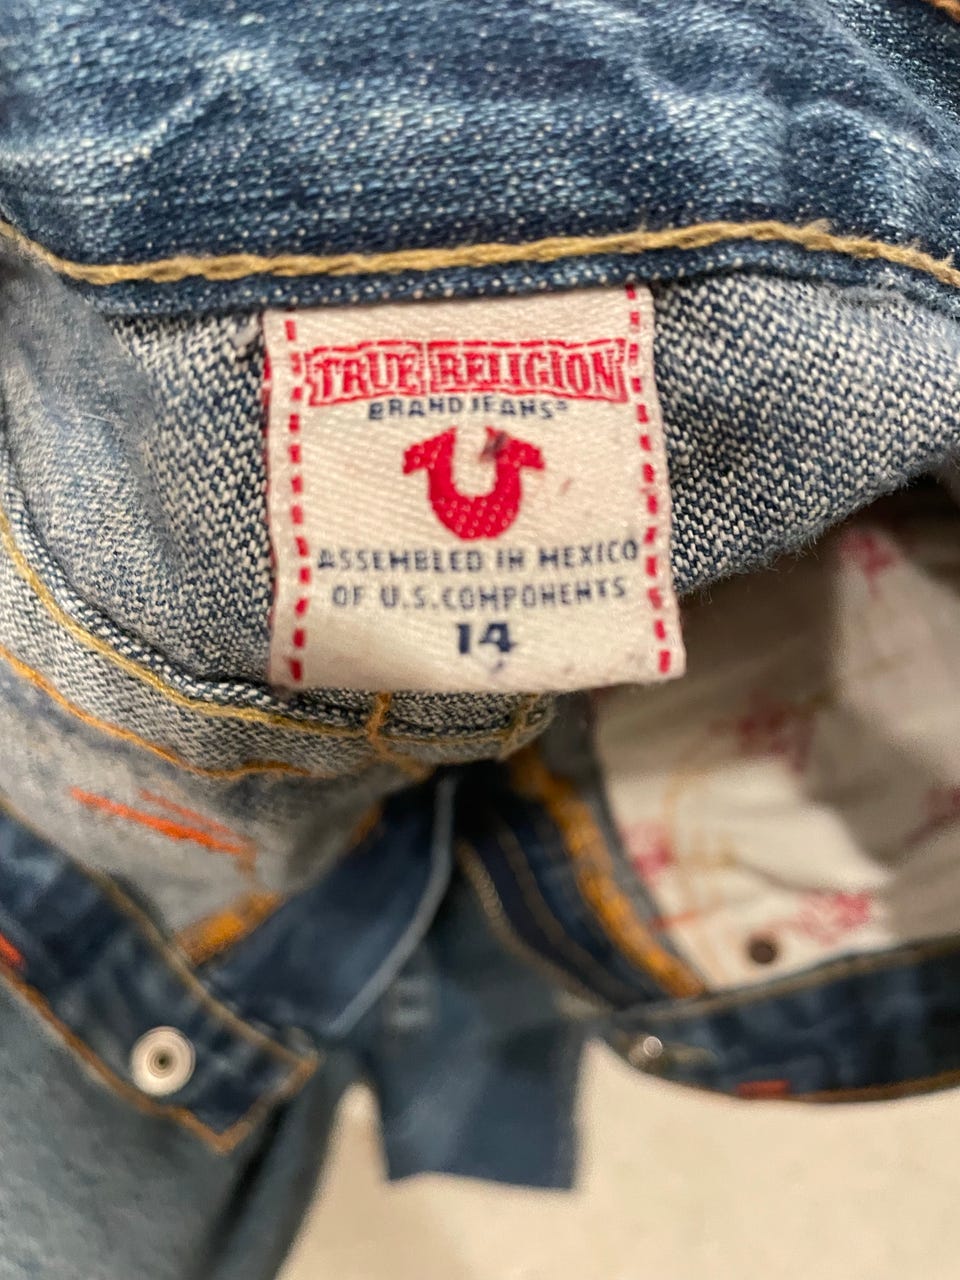 TRUE RELIGION
BRAND JEANS®
ASSEMBLED IN MEXICO
OF U.S. COMPONENTS
14